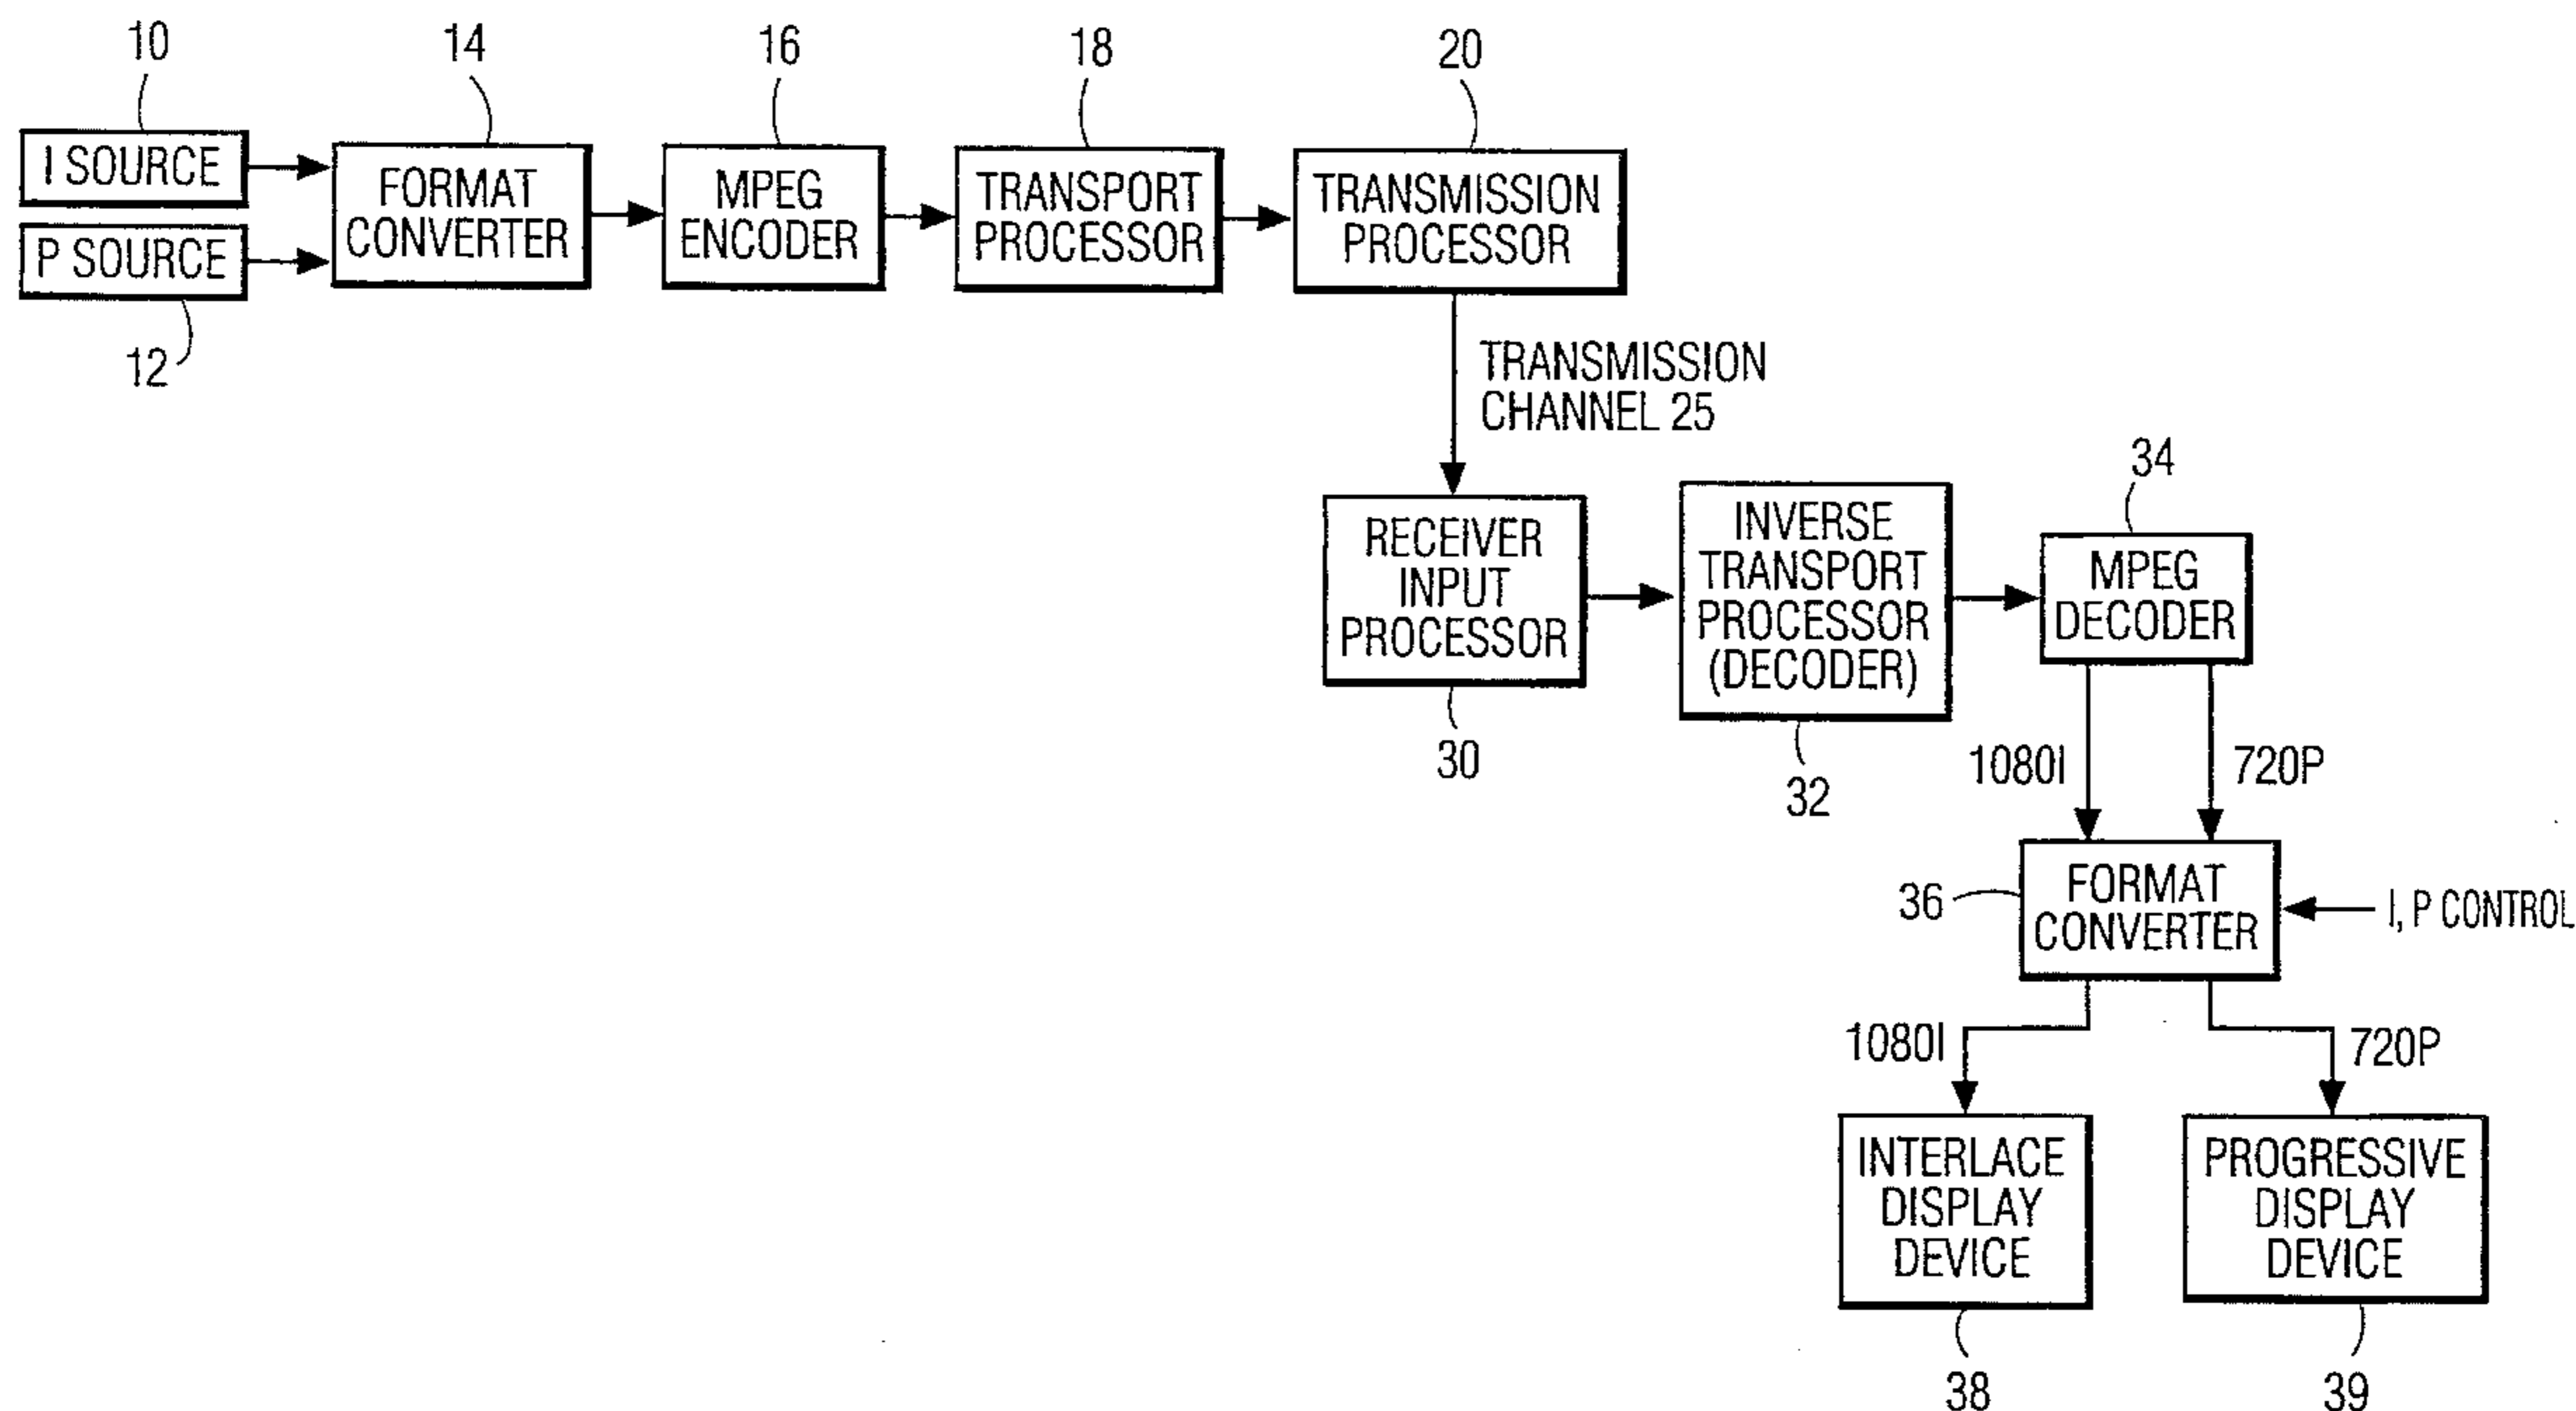 10
14
16
18
20
I SOURCE
P SOURCE
12
FORMAT
CONVERTER
MPEG
ENCODER
TRANSPORT
PROCESSOR
TRANSMISSION
PROCESSOR
TRANSMISSION
CHANNEL 25
RECEIVER
INPUT
PROCESSOR
30
INVERSE
TRANSPORT
PROCESSOR
(DECODER)
32
34
MPEG
DECODER
1080I
720P
36
FORMAT
CONVERTER
I, P CONTROL
1080I
720P
INTERLACE
DISPLAY
DEVICE
38
PROGRESSIVE
DISPLAY
DEVICE
39